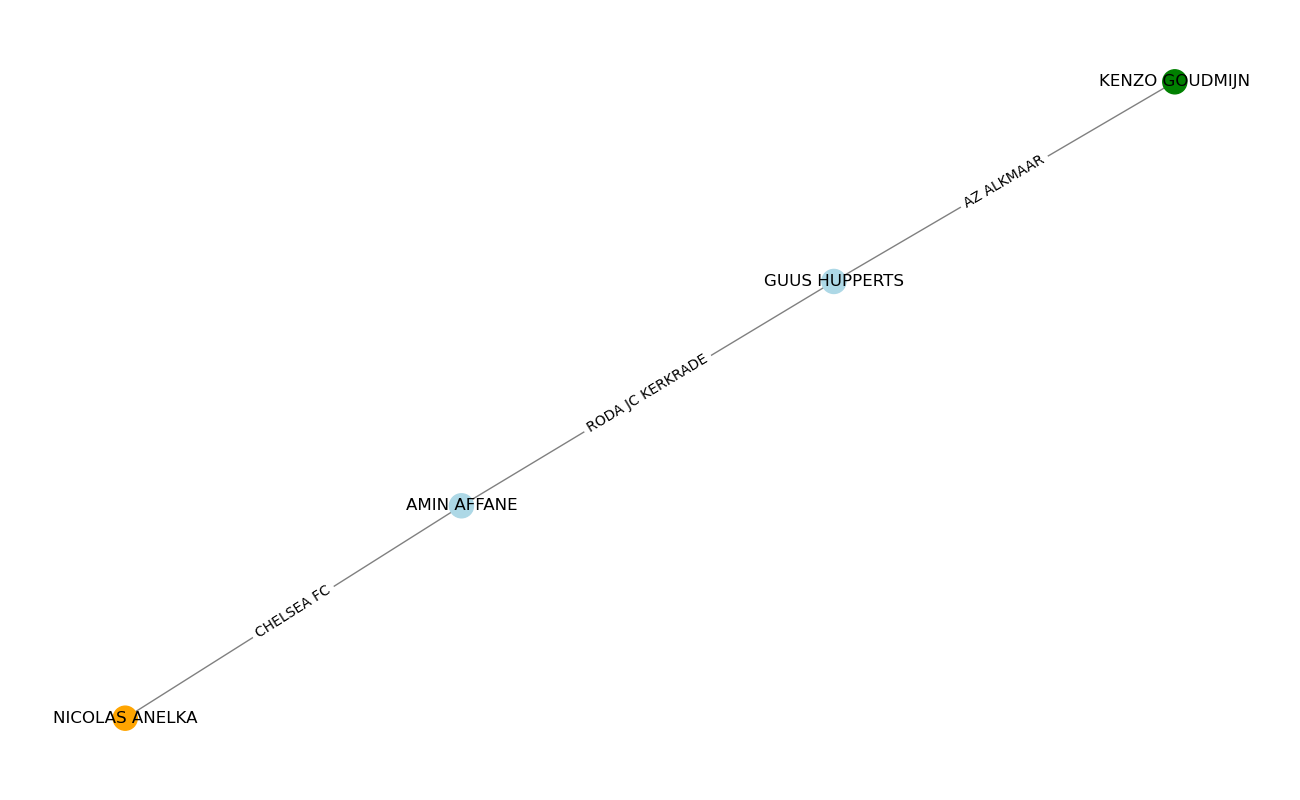 KENZO GOUDMIJN
AZ ALKMAAR
GUUS HUPPERTS
RODA JC KERKRADE
AMIN AFFANE
CHELSEA FC
NICOLAS ANELKA